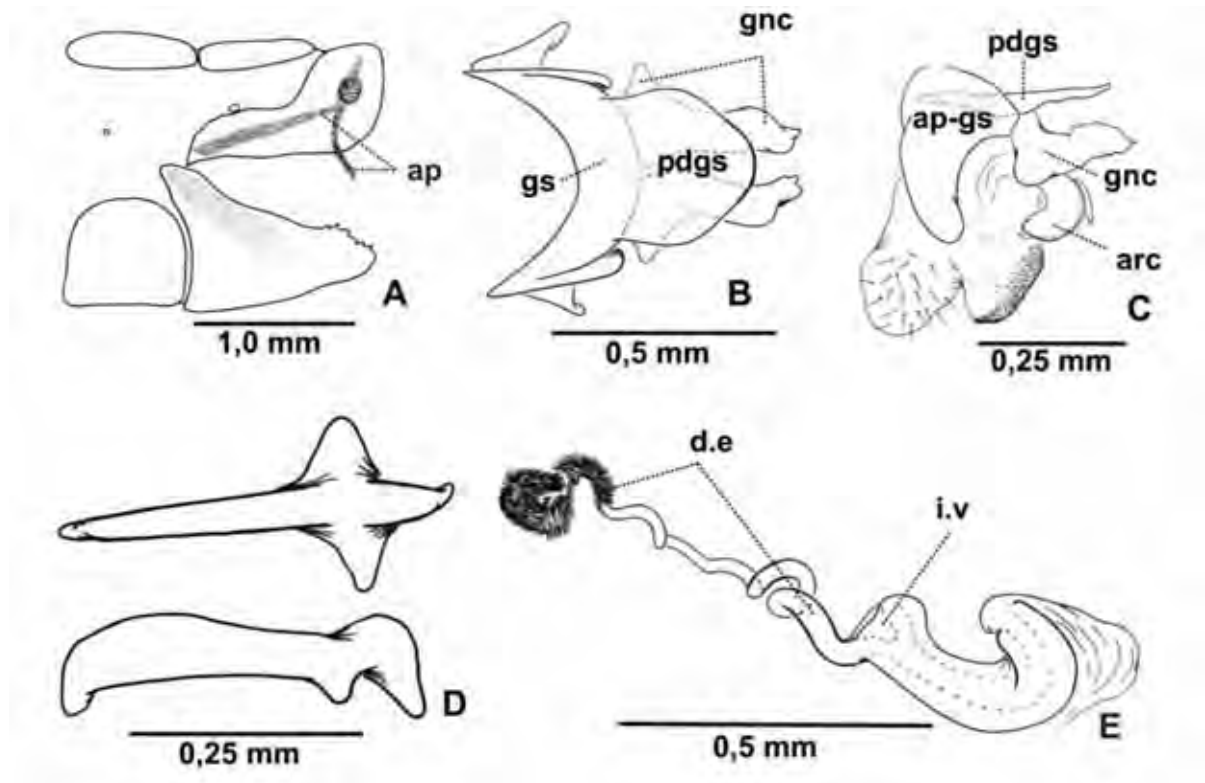 ap
A
1,0 mm
gnc
gs
pdgs
B
0,5 mm
pdgs
ap-gs
gnc
arc
C
0,25 mm
D
0,25 mm
d.e
i.v
E
0,5 mm